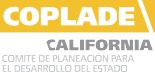 COPLADE
CALIFORNIA
COMITE DE PLANEACION PARA
EL DESARROLLO DEL ESTADO